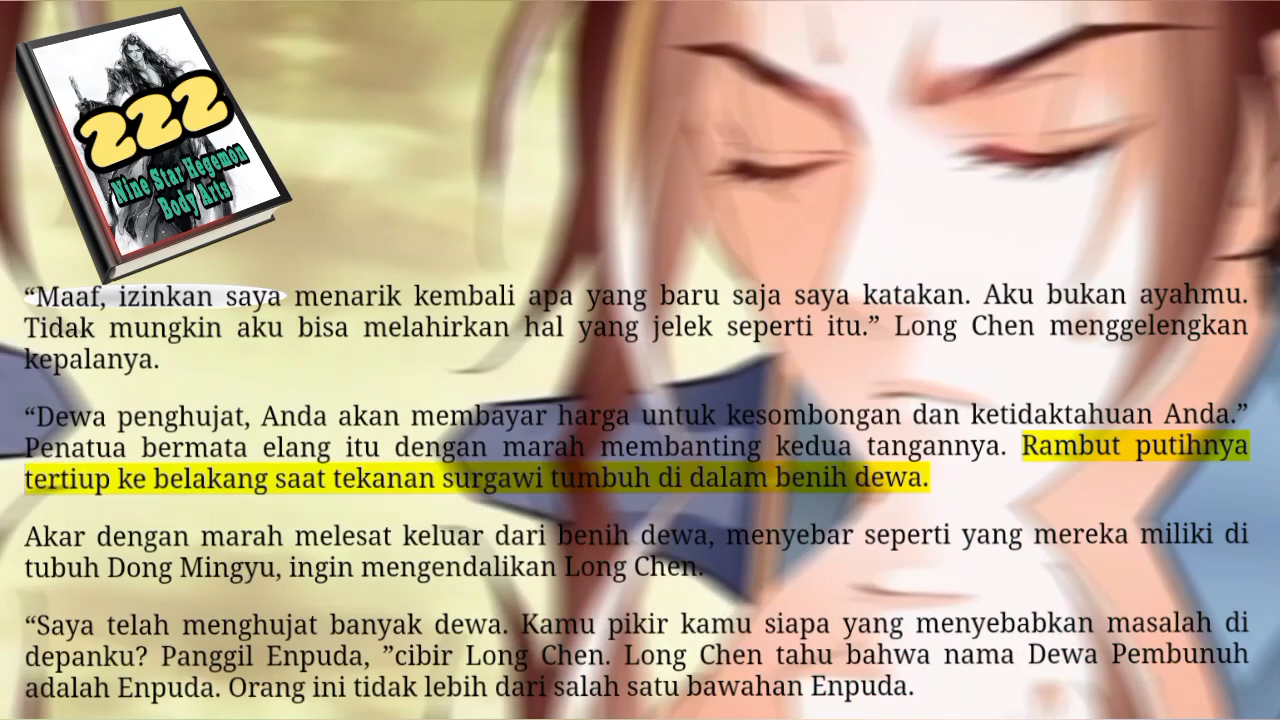 222
Nine Star Hegemon
Body Arts
“Maaf, izinkan saya menarik kembali apa yang baru saja saya katakan. Aku bukan ayahmu.
Tidak mungkin aku bisa melahirkan hal yang jelek seperti itu.” Long Chen menggelengkan
kepalanya.
“Dewa penghujat, Anda akan membayar harga untuk kesombongan dan ketidaktahuan Anda.”
Penatua bermata elang itu dengan marah membanting kedua tangannya. Rambut putihnya
tertiup ke belakang saat tekanan surgawi tumbuh di dalam benih dewa.
Akar dengan marah melesat keluar dari benih dewa, menyebar seperti yang mereka miliki di
tubuh Dong Mingyu, ingin mengendalikan Long Chen.
“Saya telah menghujat banyak dewa. Kamu pikir kamu siapa yang menyebabkan masalah di
depanku? Panggil Enpuda, ”cibir Long Chen. Long Chen tahu bahwa nama Dewa Pembunuh
adalah Enpuda. Orang ini tidak lebih dari salah satu bawahan Enpuda.